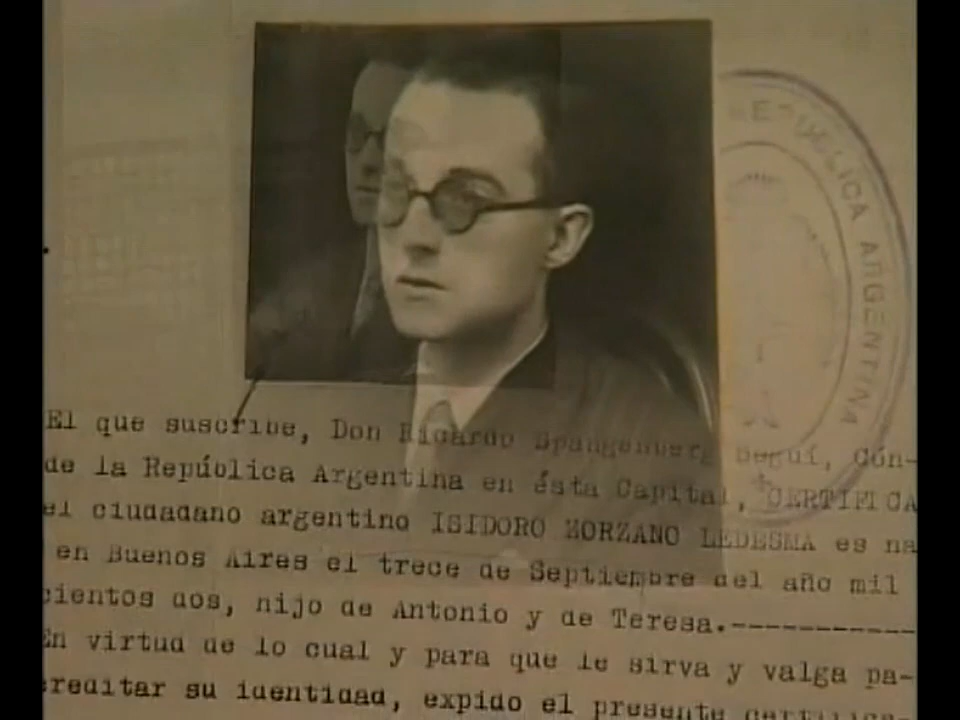 REPUBLICA ARGENTINA
El que suscribe, Don Ricardo Spangenberg Seguí, Cón-
de la República Argentina en ésta Capital, CERTIFICA
el ciudadano argentino ISIDORO ZORZANO LEDESMA es na
en Buenos Aires el trece de Septiembre del año mil
cientos dos, hijo de Antonio y de Teresa.-----------
En virtud de lo cual y para que le sirva y valga pa-
reditar su identidad, expido el presente certifica-